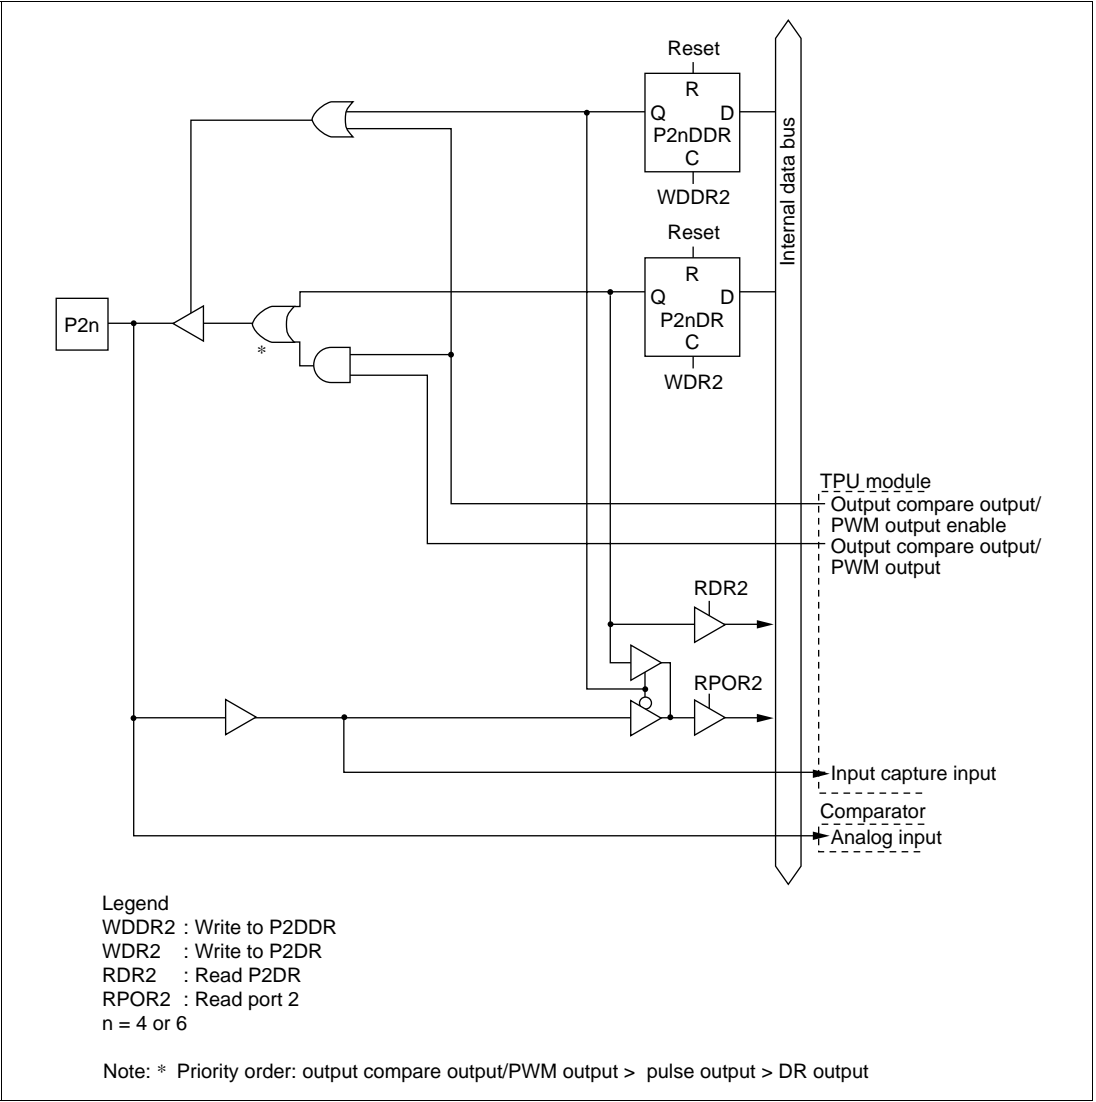 Reset
R
Q D
P2nDDR
C
WDDR2
Internal data bus
Reset
R
Q D
P2nDR
C
WDR2
P2n
*
TPU module
Output compare output/
PWM output enable
Output compare output/
PWM output
RDR2
RPOR2
Input capture input
Comparator
Analog input
Legend
WDDR2 : Write to P2DDR
WDR2 : Write to P2DR
RDR2 : Read P2DR
RPOR2 : Read port 2
n = 4 or 6
Note: * Priority order: output compare output/PWM output > pulse output > DR output